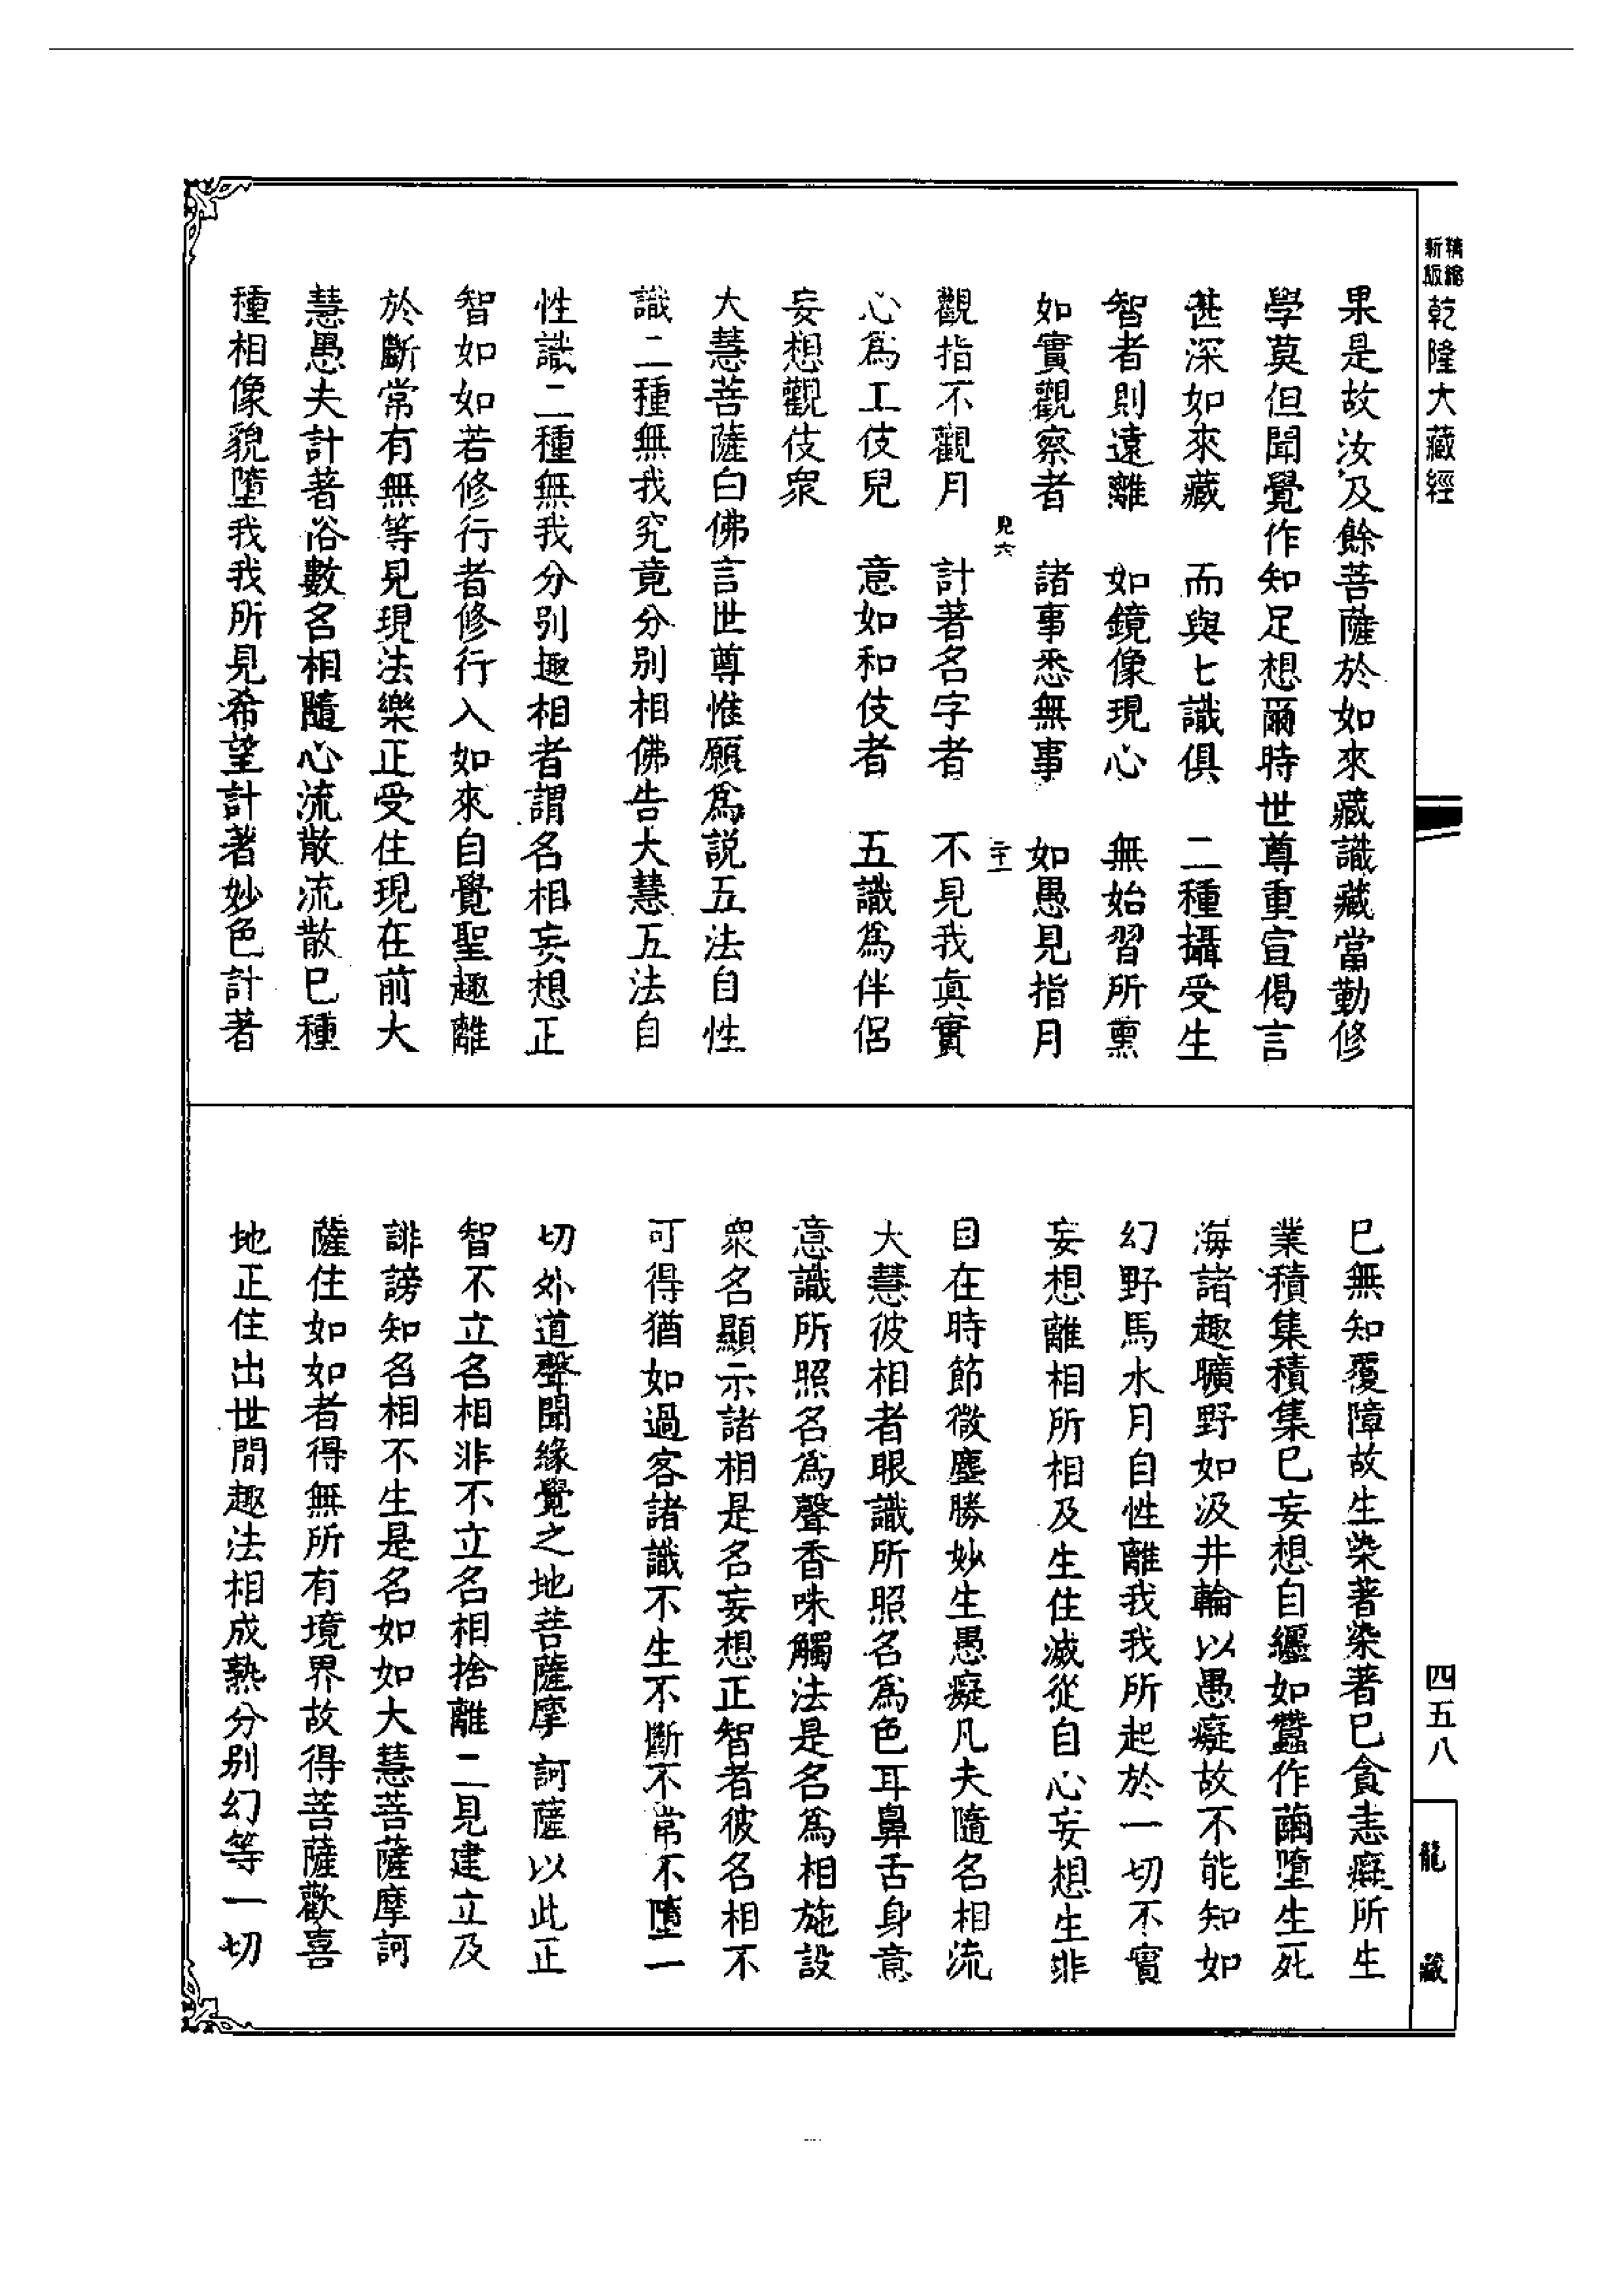 精縮
新版
乾隆大藏經
果是故汝及餘菩薩於如來藏識藏當勤修
學莫但聞覺作知足想爾時世尊重宣偈言
甚深如來藏　而與七識俱　二種攝受生
智者則遠離　如鏡像現心　無始習所熏
如實觀察者　諸事悉無事　如愚見指月
見六
觀指不觀月　計著名字者　不見我真實
心為工伎兒　意如和伎者　五識為伴侶
妄想觀伎眾
大慧菩薩白佛言世尊惟願為說五法自性
識二種無我究竟分別相佛告大慧五法自
性識二種無我分別趣相者謂名相妄想正
智如如若修行者修行入如來自覺聖趣離
於斷常有無等見現法樂正受住現在前大
慧愚夫計著俗數名相隨心流散流散已種
種相像貌墮我我所見希望計著妙色計著
已無知覆障故生染著染著已貪恚癡所生
業積集積集已妄想自纏如蠶作繭墮生死
海諸趣曠野如汲井輪以愚癡故不能知如
幻野馬水月自性離我我所起於一切不實
妄想離相所相及生住滅從自心妄想生非
自在時節微塵勝妙生愚癡凡夫隨名相流
大慧彼相者眼識所照名為色耳鼻舌身意
意識所照名為聲香味觸法是名為相施設
眾名顯示諸相是名妄想正智者彼名相不
可得猶如過客諸識不生不斷不常不墮一
切外道聲聞緣覺之地菩薩摩訶薩以此正
智不立名相非不立名相捨離二見建立及
誹謗知名相不生是名如如大慧菩薩摩訶
薩住如如者得無所有境界故得菩薩歡喜
地正住出世間趣法相成熟分別幻等一切
四五八
龍藏